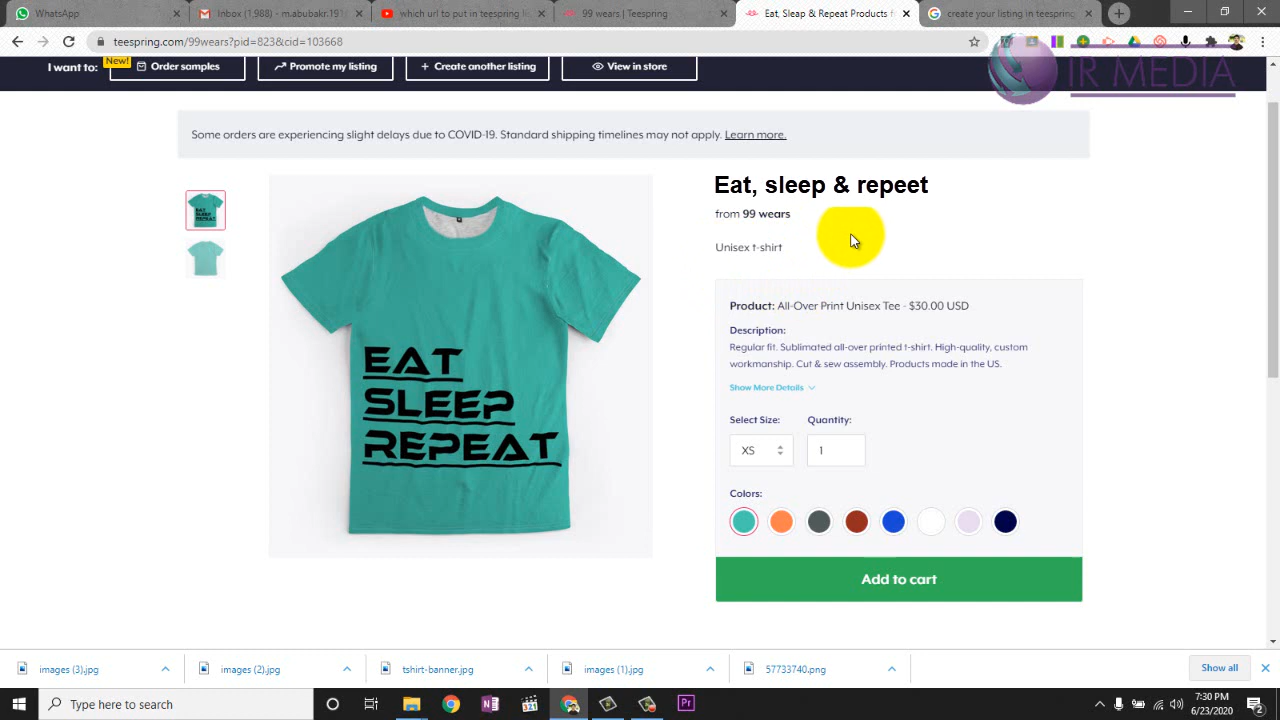 WhatsApp
Inbox (1,988) - m.abubakr.191
which url to put in teespring lis
99 wears | Teespring
Eat, Sleap & Repeat Products f
create your listing in teespring
teespring.com/99wears?pid=823&cid=103668
IR MEDIA
I want to:
New!
Order samples
Promote my listing
Create another listing
View in store
Some orders are experiencing slight delays due to COVID-19. Standard shipping timelines may not apply. Learn more.
Eat, sleep & repeet
from 99 wears
Unisex t-shirt
EAT
SLEEP
REPEAT
EAT
SLEEP
REPEAT
Product: All-Over Print Unisex Tee - $30.00 USD
Description:
Regular fit. Sublimated all-over printed t-shirt. High-quality, custom
workmanship. Cut & sew assembly. Products made in the US.
Show More Details
Select Size:
Quantity:
XS
1
Colors:
Add to cart
images (3).jpg
images (2).jpg
tshirt-banner.jpg
images (1).jpg
57733740.png
Show all
Type here to search
Pr
7:30 PM
6/23/2020
2